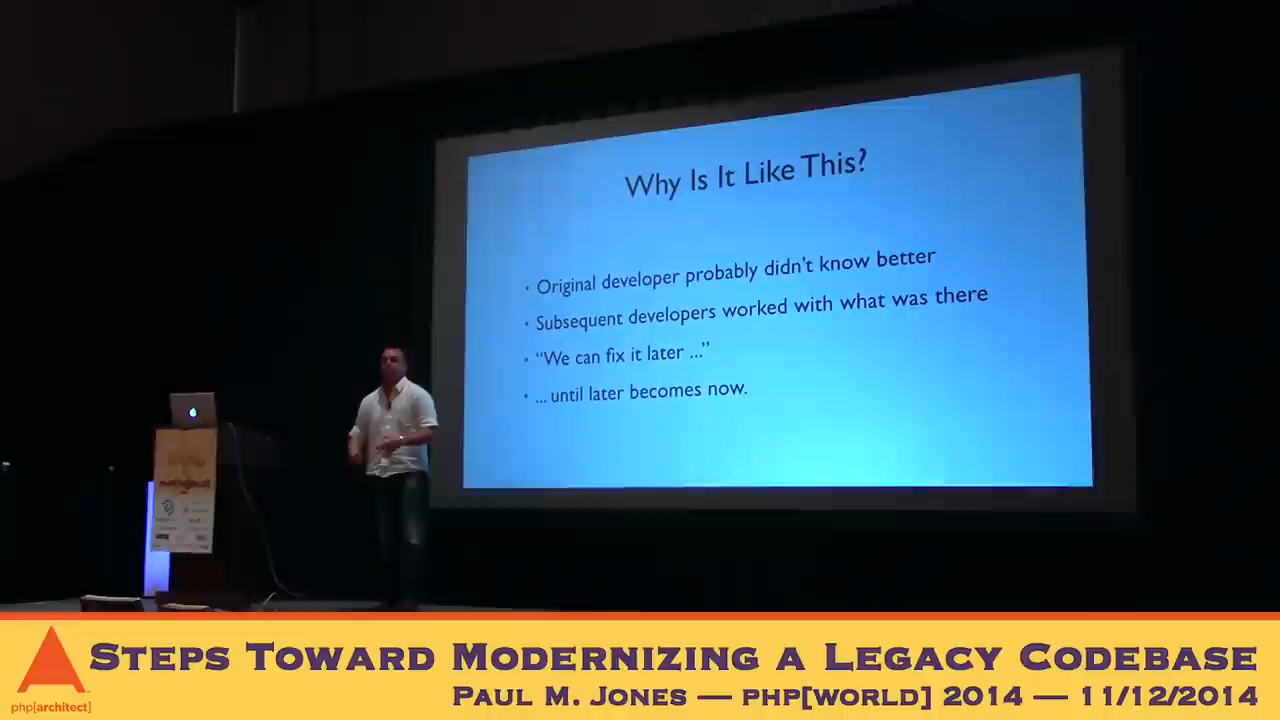 Why Is It Like This?
• Original developer probably didn't know better
• Subsequent developers worked with what was there
• “We can fix it later ...”
• ... until later becomes now.
Steps Toward Modernizing a Legacy Codebase
Paul M. Jones — php[world] 2014 — 11/12/2014
php[architect]